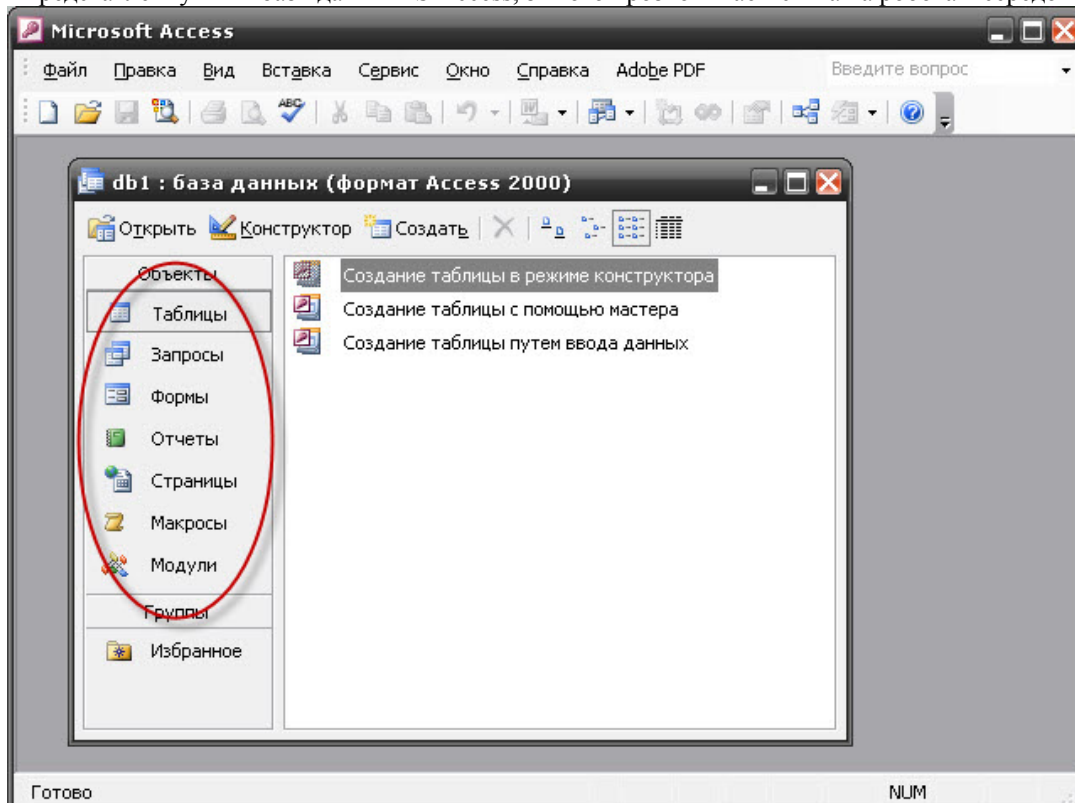 Microsoft Access
Файл Правка Вид Вставка Сервис Окно Справка Adobe PDF Введите вопрос
db1 : база данных (формат Access 2000)
Открыть Конструктор Создать
Объекты
Таблицы
Запросы
Формы
Отчеты
Страницы
Макросы
Модули
Группы
Избранное
Создание таблицы в режиме конструктора
Создание таблицы с помощью мастера
Создание таблицы путем ввода данных
Готово NUM